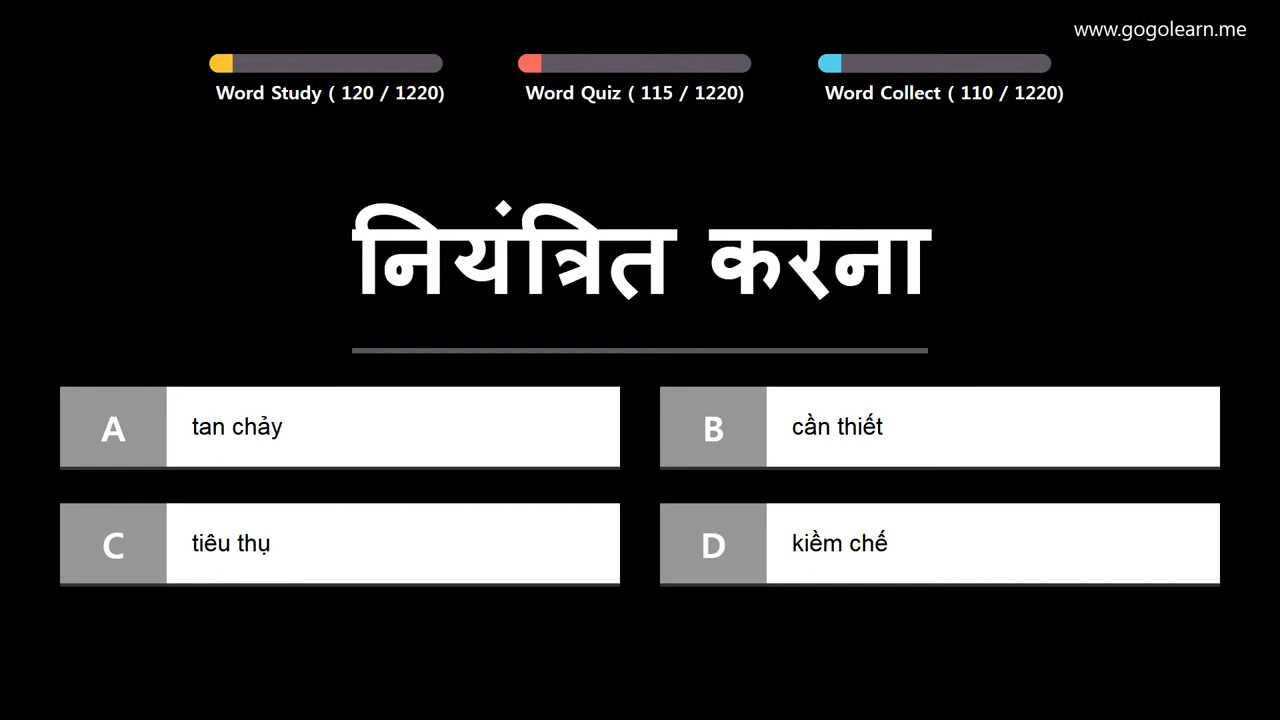 www.gogolearn.me
Word Study ( 120 / 1220)
Word Quiz ( 115 / 1220)
Word Collect ( 110 / 1220)
नियंत्रित करना
A tan chảy
B cần thiết
C tiêu thụ
D kiềm chế